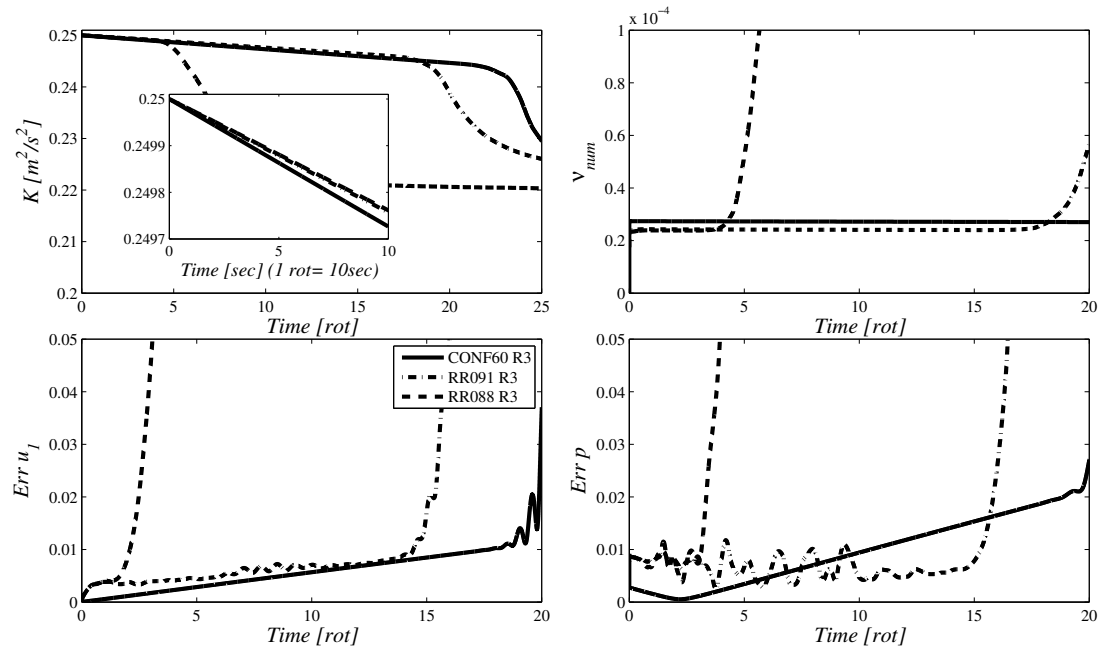 0.25
0.24
0.23
0.22
0.21
0.2
K [m²/s²]
0.25
0.2499
0.2498
0.2497
0 5 10
Time [sec] (1 rot= 10sec)
0 5 10 15 20 25
Time [rot]
x 10⁻⁴
1
0.8
0.6
0.4
0.2
0
ν_num
0 5 10 15 20
Time [rot]
0.05
0.04
0.03
0.02
0.01
0
Err u_1
CONF60 R3
RR091 R3
RR088 R3
0 5 10 15 20
Time [rot]
0.05
0.04
0.03
0.02
0.01
0
Err p
0 5 10 15 20
Time [rot]